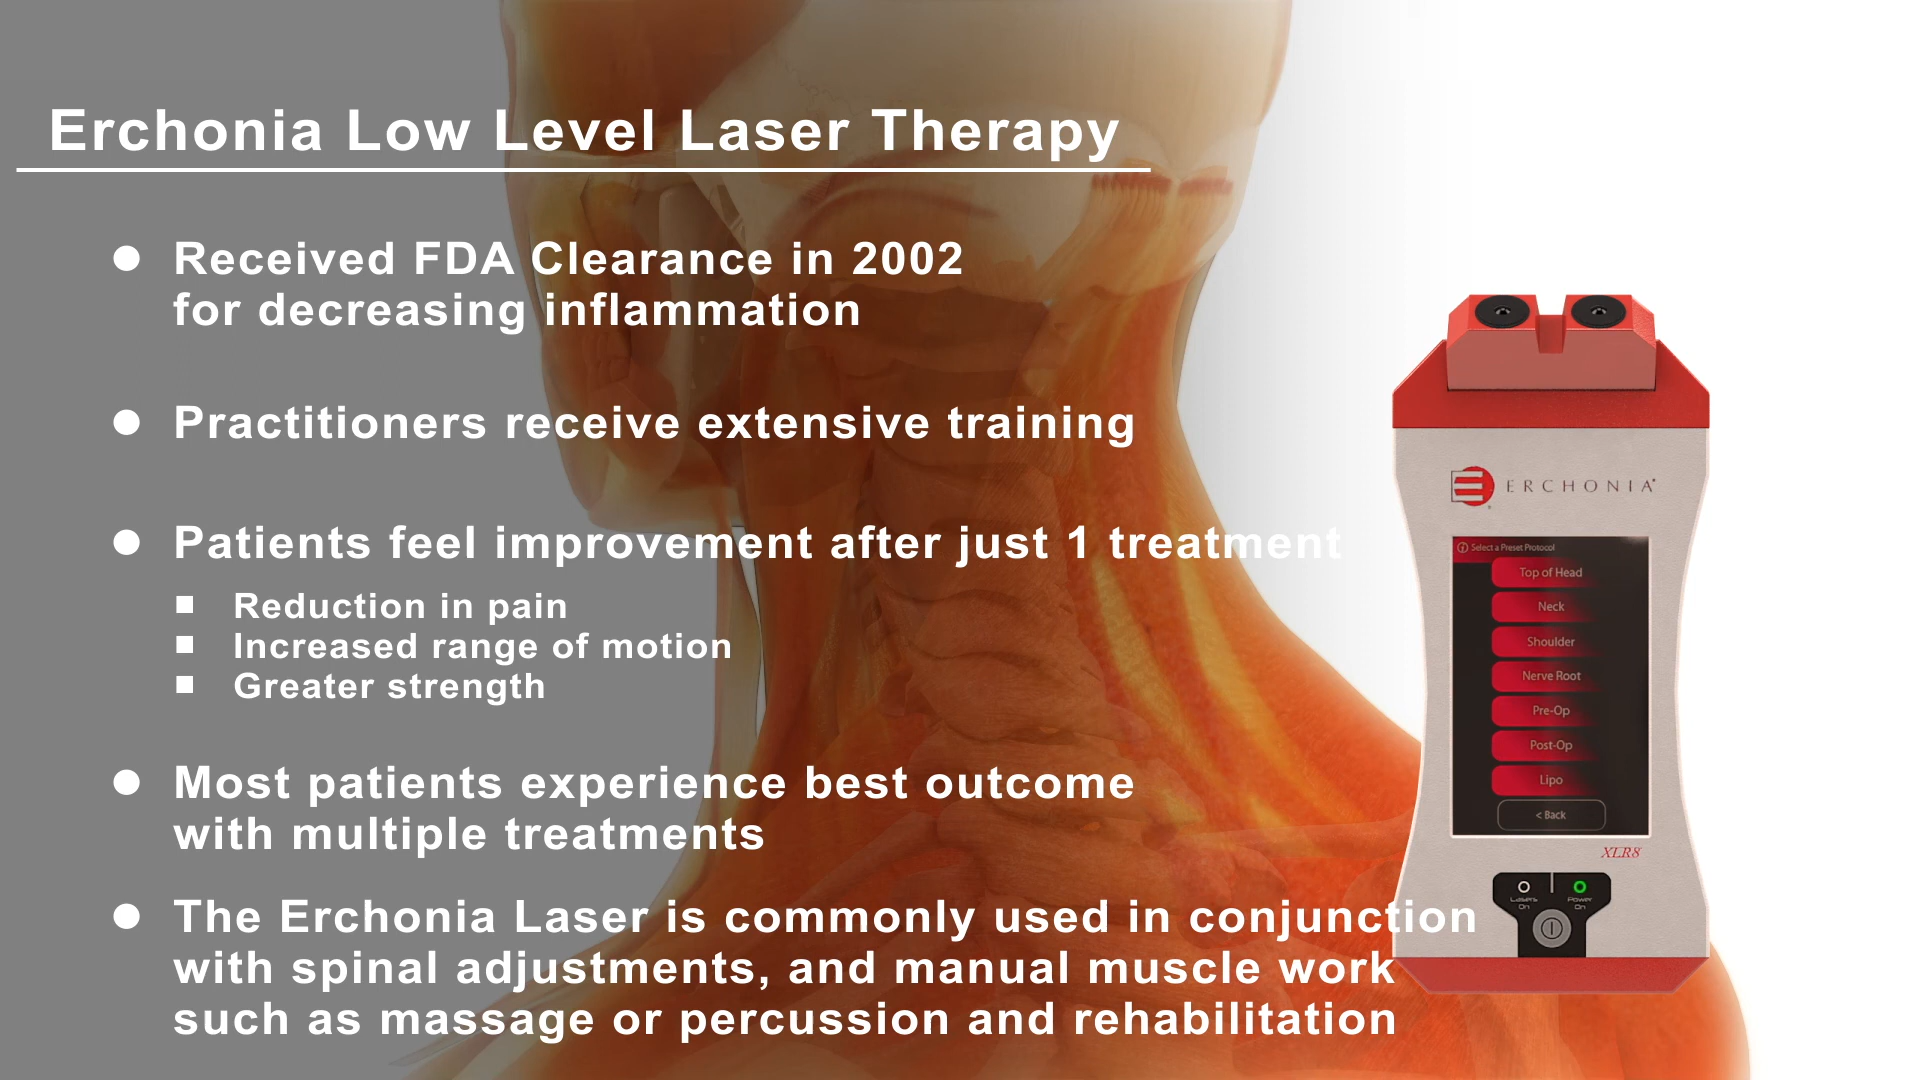 Erchonia Low Level Laser Therapy
● Received FDA Clearance in 2002
for decreasing inflammation
● Practitioners receive extensive training
● Patients feel improvement after just 1 treatment
■ Reduction in pain
■ Increased range of motion
■ Greater strength
● Most patients experience best outcome
with multiple treatments
● The Erchonia Laser is commonly used in conjunction
with spinal adjustments, and manual muscle work
such as massage or percussion and rehabilitation
ERCHONIA
Select a Preset Protocol
Top of Head
Neck
Shoulder
Nerve Root
Pre-Op
Post-Op
Lipo
< Back
XLR8
Lasers On
Power On